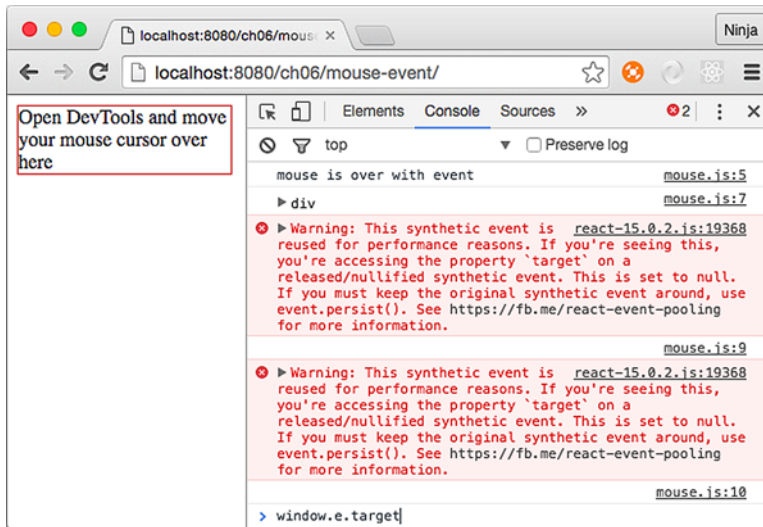 localhost:8080/ch06/mous
Ninja
localhost:8080/ch06/mouse-event/
Open DevTools and move
your mouse cursor over
here
Elements Console Sources » 2
top Preserve log
mouse is over with event mouse.js:5
div mouse.js:7
Warning: This synthetic event is react-15.0.2.js:19368
reused for performance reasons. If you're seeing this,
you're accessing the property `target` on a
released/nullified synthetic event. This is set to null.
If you must keep the original synthetic event around, use
event.persist(). See https://fb.me/react-event-pooling
for more information.
mouse.js:9
Warning: This synthetic event is react-15.0.2.js:19368
reused for performance reasons. If you're seeing this,
you're accessing the property `target` on a
released/nullified synthetic event. This is set to null.
If you must keep the original synthetic event around, use
event.persist(). See https://fb.me/react-event-pooling
for more information.
mouse.js:10
> window.e.target